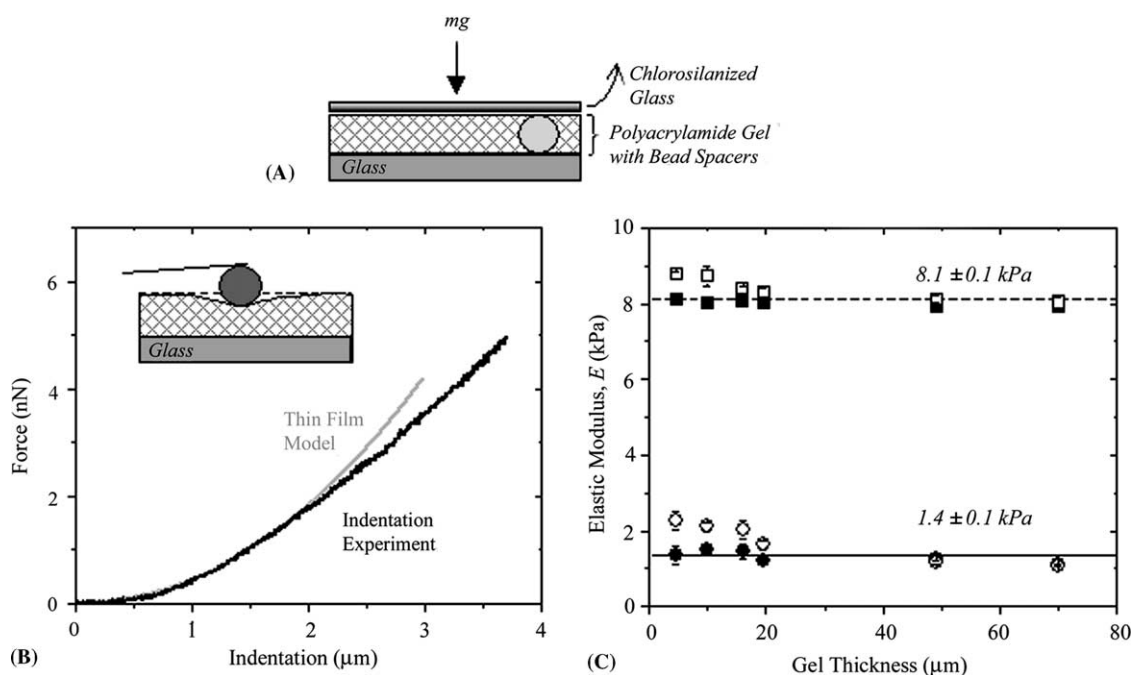 mg
Chlorosilanized
Glass
Polyacrylamide Gel
with Bead Spacers
Glass
(A)
6
4
2
0
Force (nN)
Glass
Thin Film
Model
Indentation
Experiment
0 1 2 3 4
Indentation (μm)
(B)
10
8
6
4
2
0
Elastic Modulus, E (kPa)
8.1 ± 0.1 kPa
1.4 ± 0.1 kPa
0 20 40 60 80
Gel Thickness (μm)
(C)